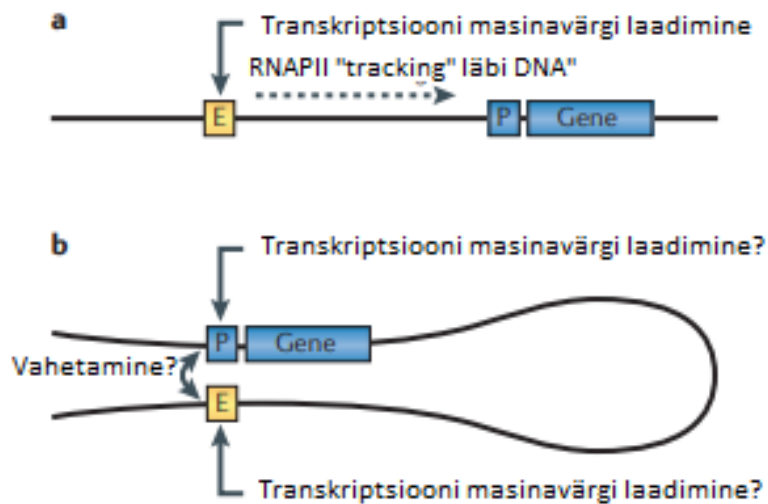 a
Transkriptsiooni masinavärgi laadimine
RNAPII "tracking" läbi DNA"
E
P
Gene
b
Transkriptsiooni masinavärgi laadimine?
P
Gene
Vahetamine?
E
Transkriptsiooni masinavärgi laadimine?